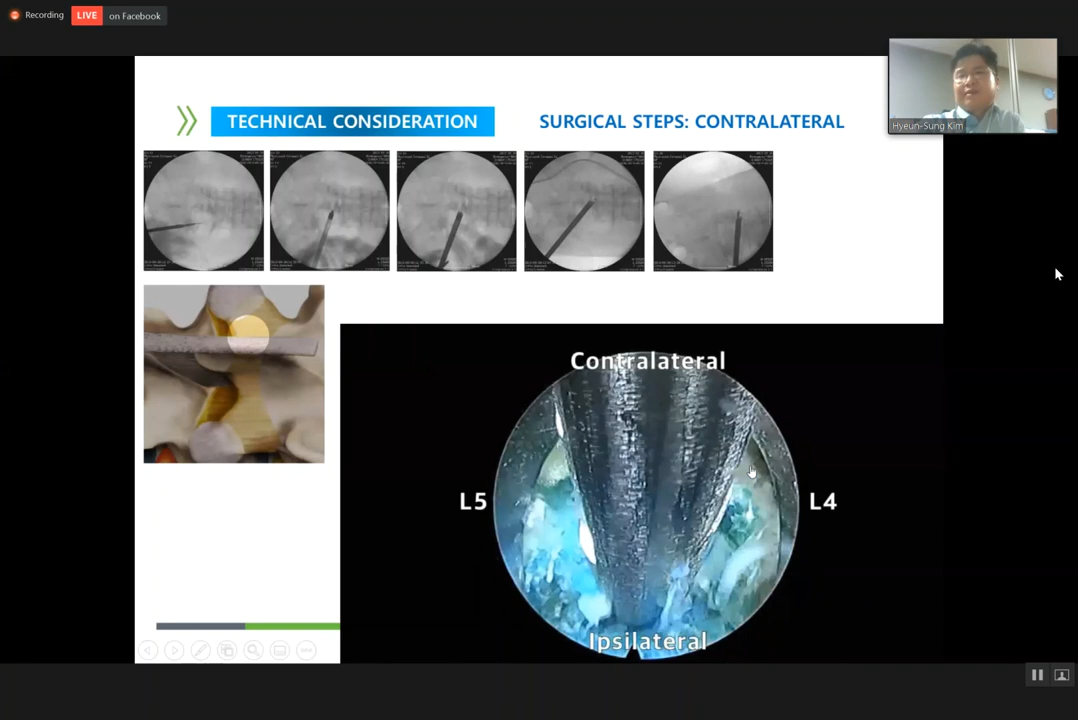 Recording
LIVE on Facebook
TECHNICAL CONSIDERATION
SURGICAL STEPS: CONTRALATERAL
Hyeun-Sung Kim
Contralateral
L5
L4
Ipsilateral